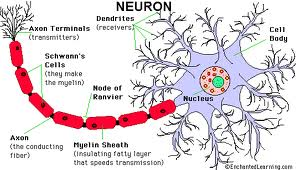 NEURON
Dendrites
(receivers)
Cell
Body
Axon Terminals
(transmitters)
Schwann's
Cells
(they make
the myelin)
Node of
Ranvier
Nucleus
Axon
(the conducting
fiber)
Myelin Sheath
(insulating fatty layer
that speeds transmission)
©EnchantedLearning.com